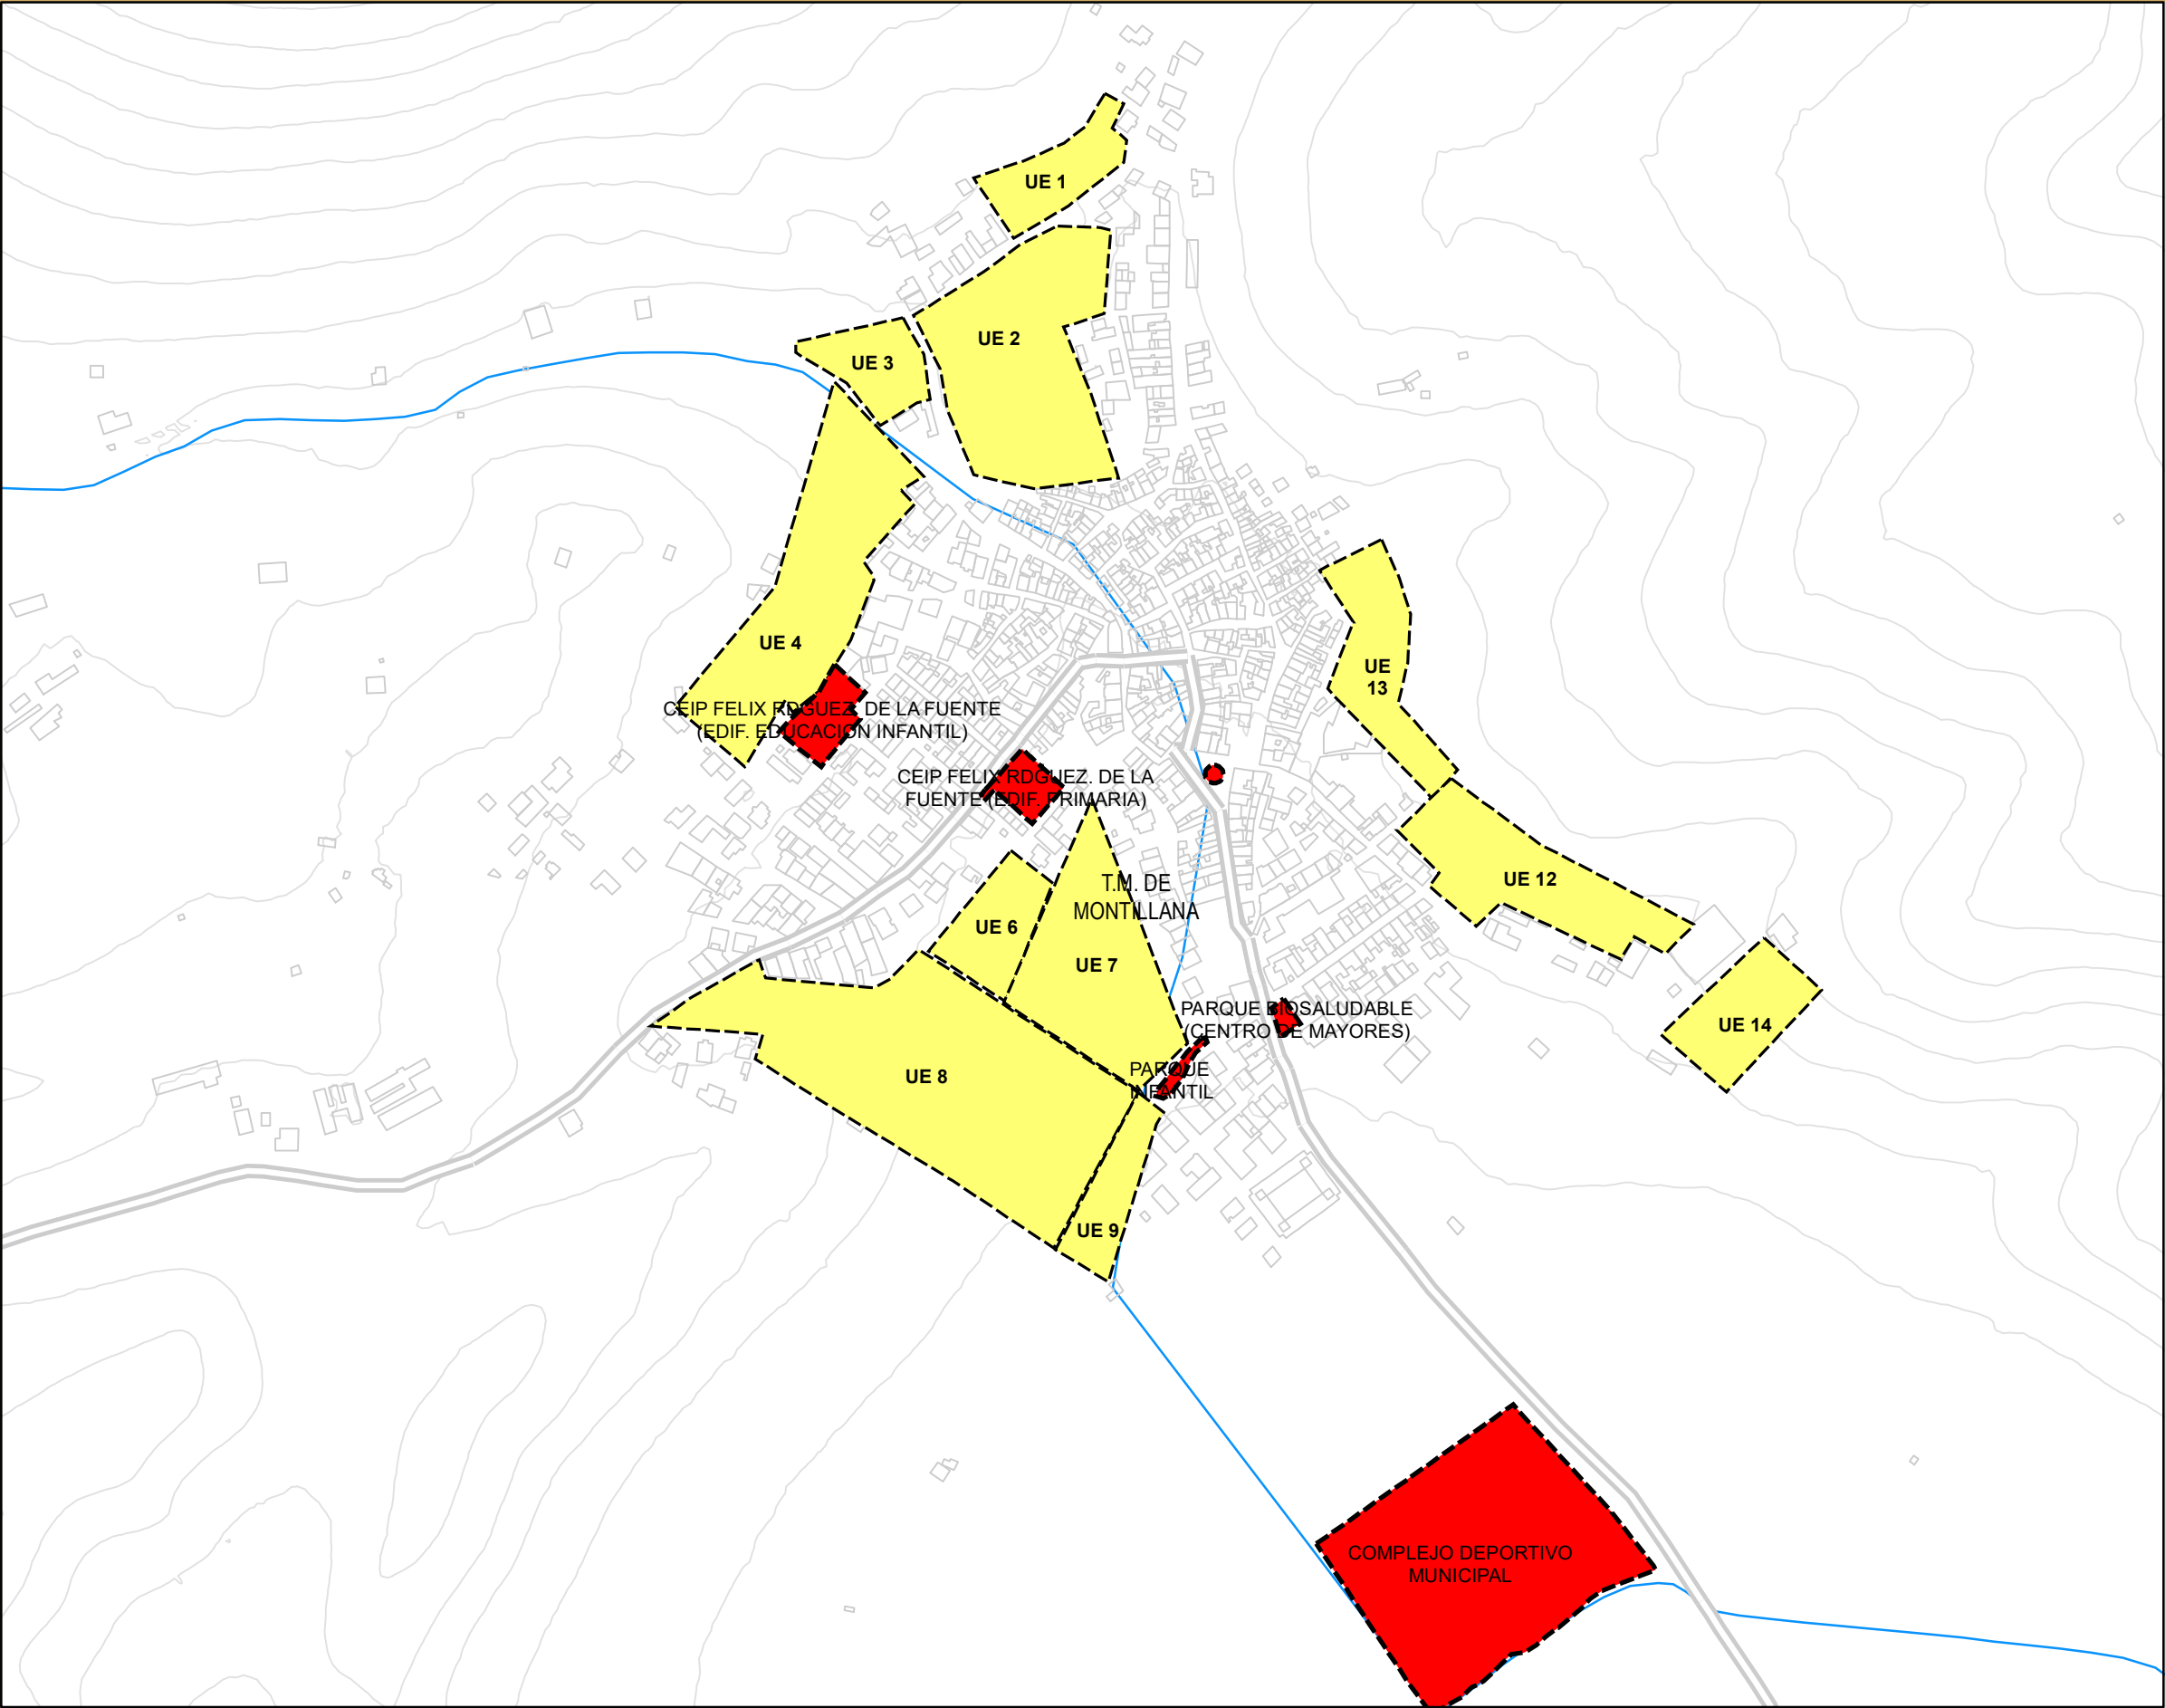 UE 1
UE 2
UE 3
UE 4
UE
13
CEIP FELIX RDGUEZ. DE LA FUENTE
(EDIF. EDUCACION INFANTIL)
CEIP FELIX RDGUEZ. DE LA
FUENTE (EDIF. PRIMARIA)
T.M. DE
MONTILLANA
UE 12
UE 6
UE 7
PARQUE BIOSALUDABLE
(CENTRO DE MAYORES)
UE 14
PARQUE
INFANTIL
UE 8
UE 9
COMPLEJO DEPORTIVO
MUNICIPAL